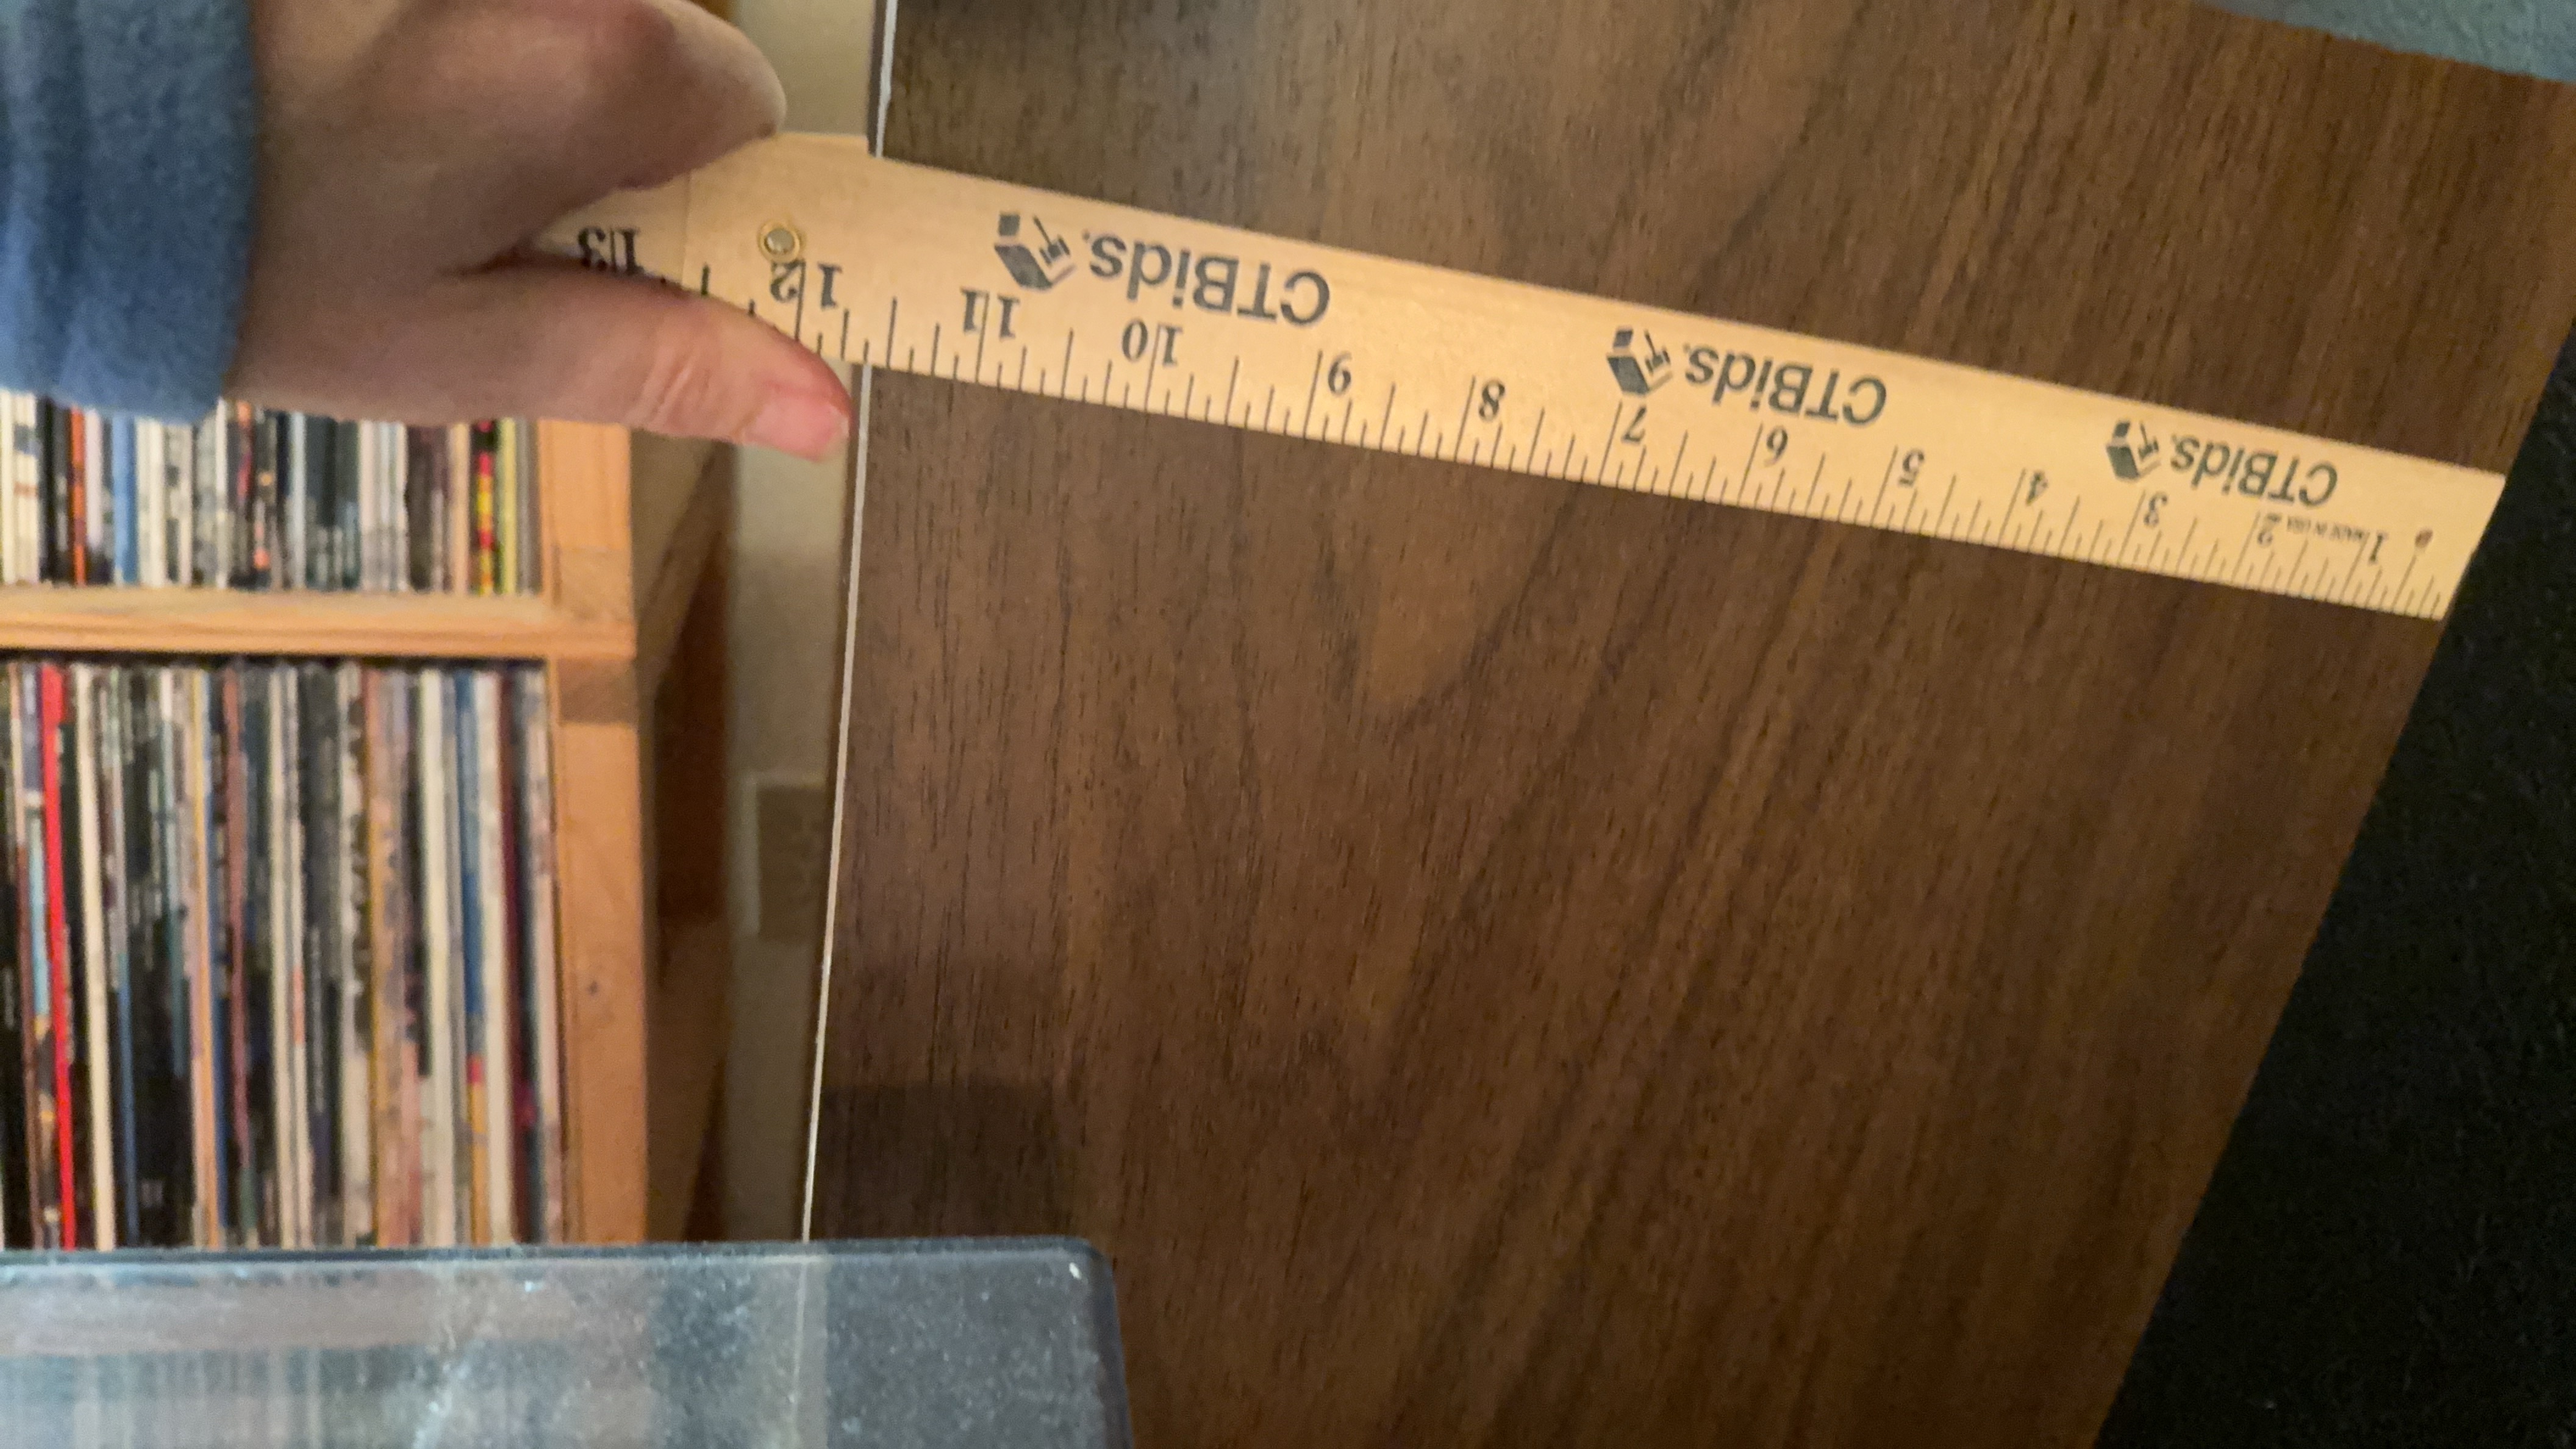 1 2 3 4 5 6 7 8 9 10 11 12 13
MADE IN USA
CTBids. CTBids. CTBids.